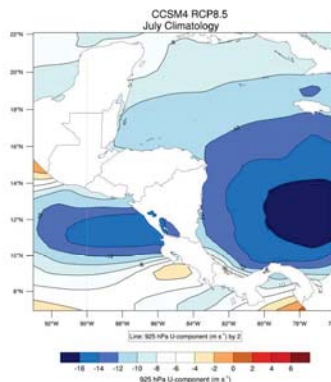 CCSM4 RCP8.5
July Climatology
22°N
20°N
18°N
16°N
14°N
12°N
10°N
8°N
92°W
90°W
88°W
86°W
84°W
82°W
80°W
78°W
Line: 925 hPa U-component (m s⁻¹) by 2
-18 -16 -14 -12 -10 -8 -6 -4 -2 0 2 4 6
925 hPa U-component (m s⁻¹)